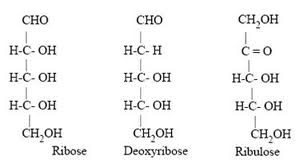 CHO CHO CH₂OH
H-C- OH H-C- H C = O
H-C- OH H-C- OH H-C- OH
H-C- OH H-C- OH H-C- OH
CH₂OH CH₂OH CH₂OH
Ribose Deoxyribose Ribulose